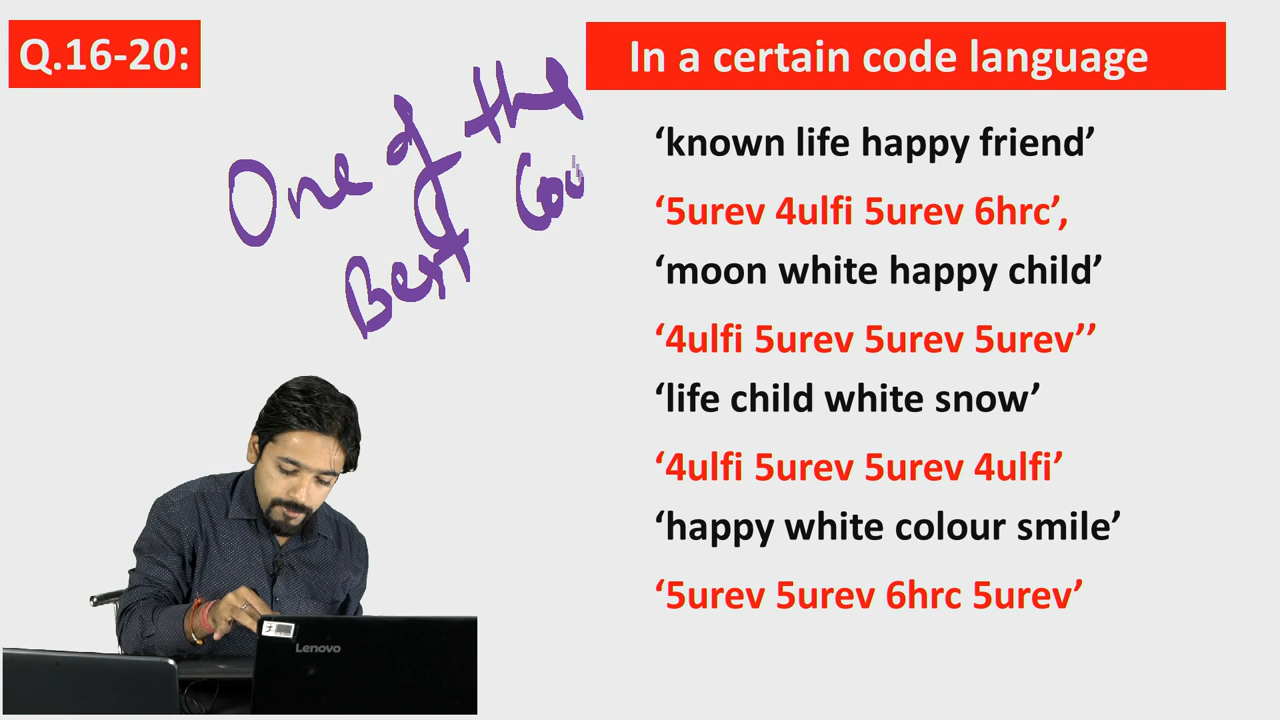 Q.16-20:
In a certain code language
One of the
Best Cou
‘known life happy friend’
‘5urev 4ulfi 5urev 6hrc’,
‘moon white happy child’
‘4ulfi 5urev 5urev 5urev’’
‘life child white snow’
‘4ulfi 5urev 5urev 4ulfi’
‘happy white colour smile’
‘5urev 5urev 6hrc 5urev’
Lenovo